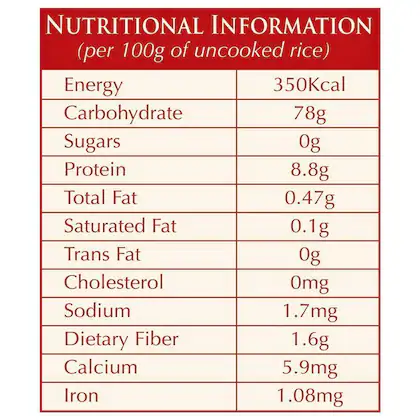 NUTRITIONAL INFORMATION
(per 100g of uncooked rice)
Energy 350Kcal
Carbohydrate 78g
Sugars 0g
Protein 8.8g
Total Fat 0.47g
Saturated Fat 0.1g
Trans Fat 0g
Cholesterol 0mg
Sodium 1.7mg
Dietary Fiber 1.6g
Calcium 5.9mg
Iron 1.08mg